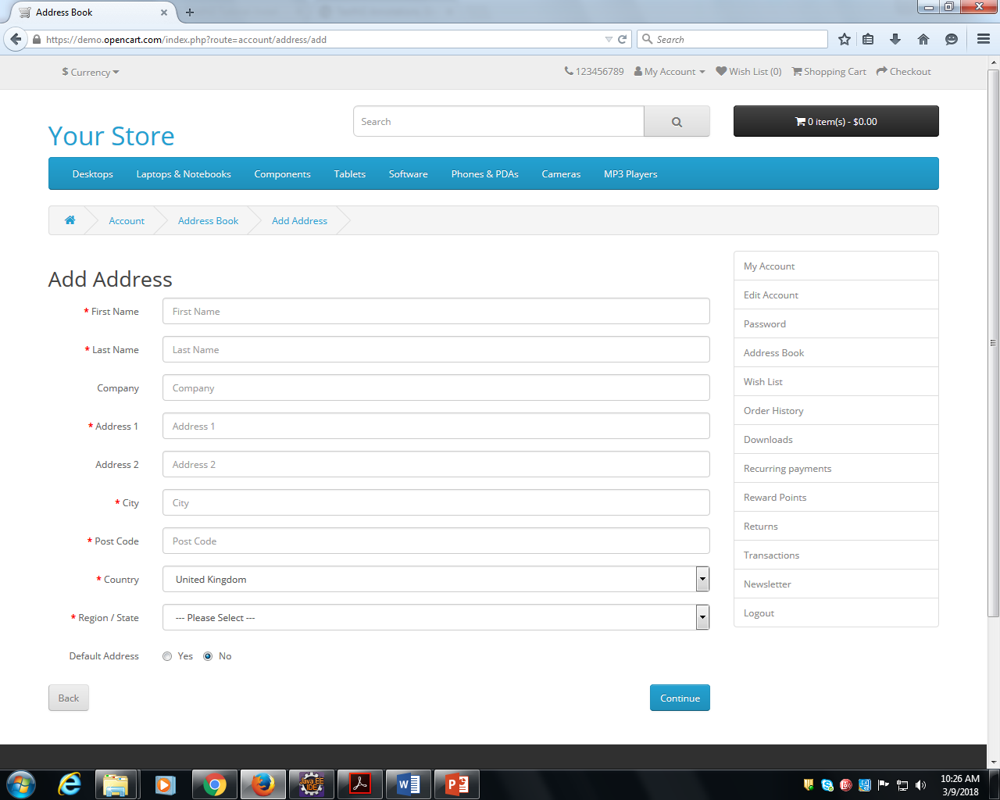 Address Book
https://demo.opencart.com/index.php?route=account/address/add
Search
$ Currency
123456789
My Account
Wish List (0)
Shopping Cart
Checkout
Your Store
Search
0 item(s) - $0.00
Desktops
Laptops & Notebooks
Components
Tablets
Software
Phones & PDAs
Cameras
MP3 Players
Account
Address Book
Add Address
Add Address
* First Name
First Name
* Last Name
Last Name
Company
Company
* Address 1
Address 1
Address 2
Address 2
* City
City
* Post Code
Post Code
* Country
United Kingdom
* Region / State
--- Please Select ---
Default Address
Yes
No
Back
Continue
My Account
Edit Account
Password
Address Book
Wish List
Order History
Downloads
Recurring payments
Reward Points
Returns
Transactions
Newsletter
Logout
Java EE
IDE
10:26 AM
3/9/2018